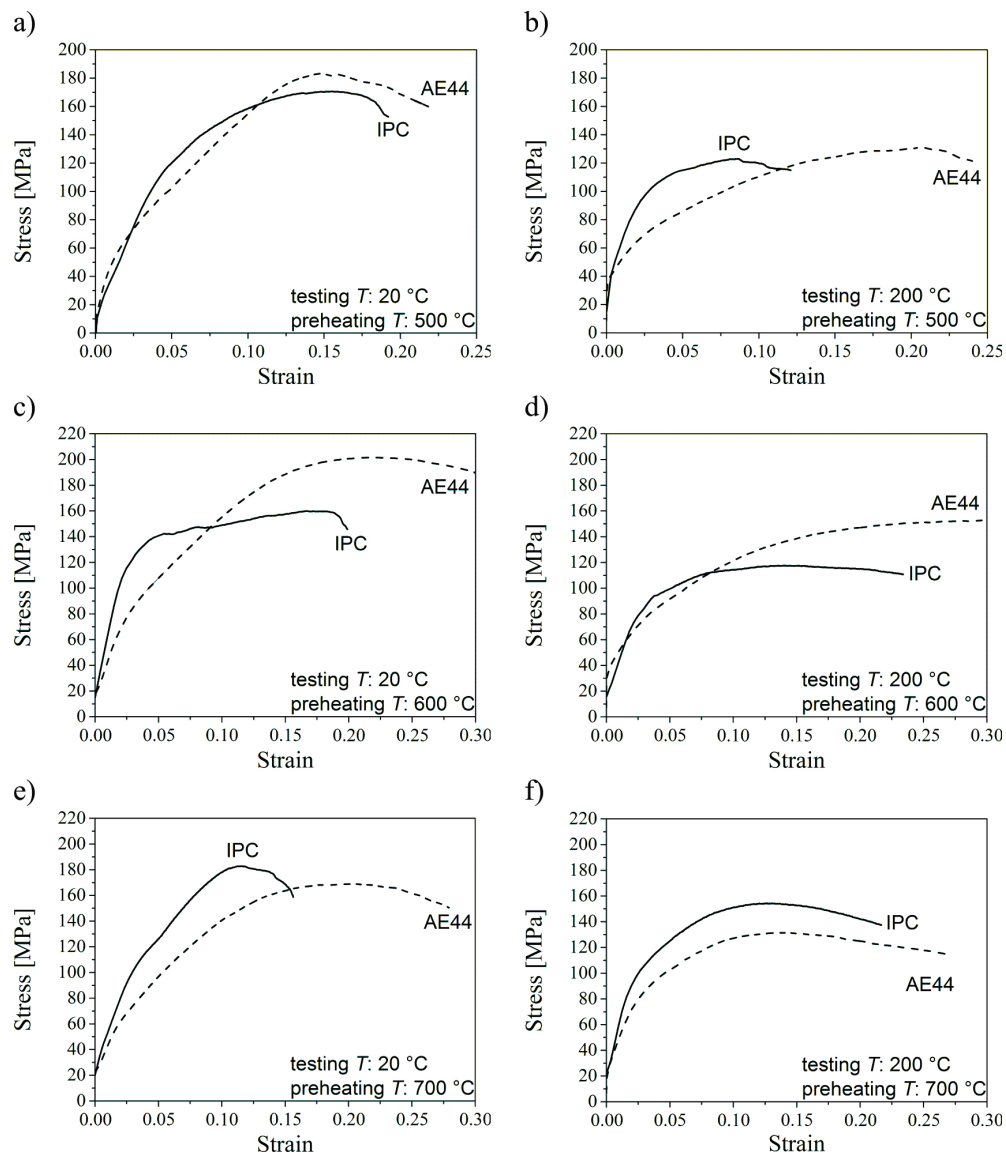 a)
200
180
160
140
120
100
80
60
40
20
0
Stress [MPa]
AE44
IPC
testing T: 20 °C
preheating T: 500 °C
0.00 0.05 0.10 0.15 0.20 0.25
Strain
b)
200
180
160
140
120
100
80
60
40
20
0
Stress [MPa]
IPC
AE44
testing T: 200 °C
preheating T: 500 °C
0.00 0.05 0.10 0.15 0.20 0.25
Strain
c)
220
200
180
160
140
120
100
80
60
40
20
0
Stress [MPa]
AE44
IPC
testing T: 20 °C
preheating T: 600 °C
0.00 0.05 0.10 0.15 0.20 0.25 0.30
Strain
d)
220
200
180
160
140
120
100
80
60
40
20
0
Stress [MPa]
AE44
IPC
testing T: 200 °C
preheating T: 600 °C
0.00 0.05 0.10 0.15 0.20 0.25 0.30
Strain
e)
220
200
180
160
140
120
100
80
60
40
20
0
Stress [MPa]
IPC
AE44
testing T: 20 °C
preheating T: 700 °C
0.00 0.05 0.10 0.15 0.20 0.25 0.30
Strain
f)
220
200
180
160
140
120
100
80
60
40
20
0
Stress [MPa]
IPC
AE44
testing T: 200 °C
preheating T: 700 °C
0.00 0.05 0.10 0.15 0.20 0.25 0.30
Strain